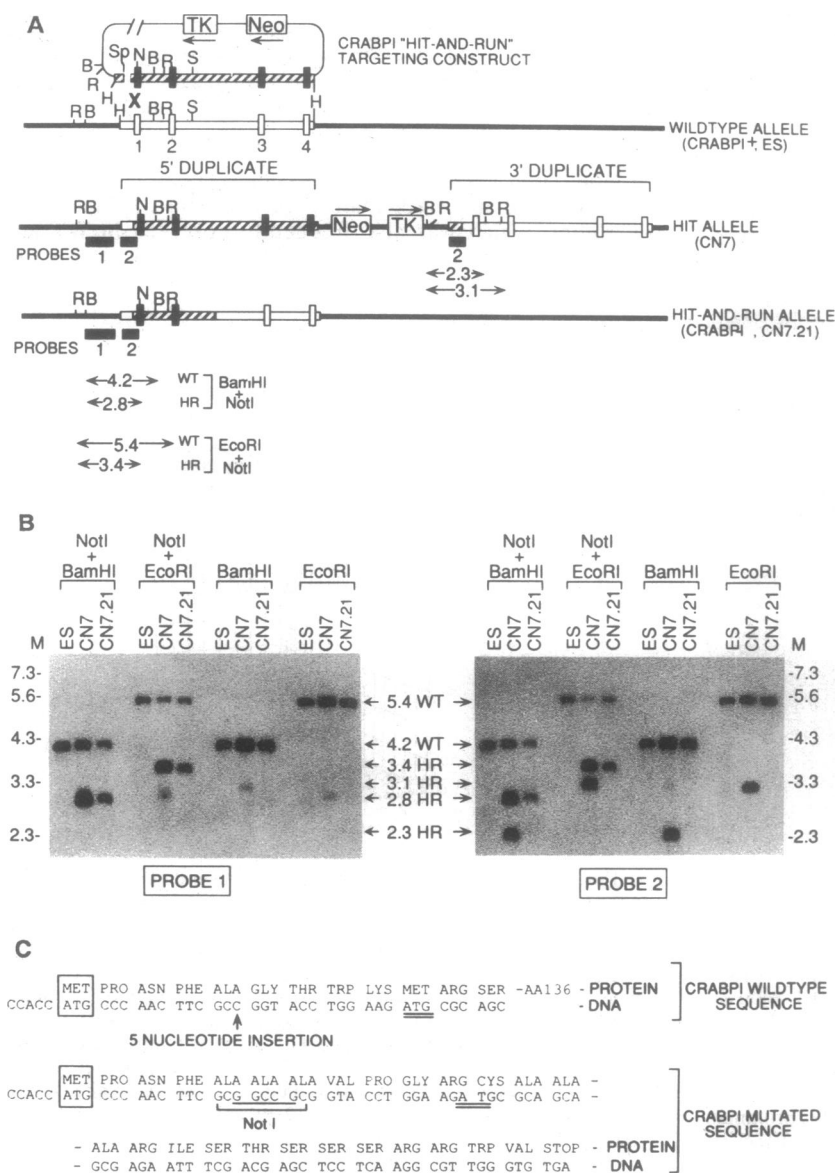 A
TK Neo
CRABPI "HIT-AND-RUN"
TARGETING CONSTRUCT
Sp N B R S
B
R
H
H
X
H
R B B R S
WILDTYPE ALLELE
(CRABPI+, ES)
1 2 3 4
5' DUPLICATE 3' DUPLICATE
RB N BR Neo TK B R B R
HIT ALLELE
(CN7)
PROBES 1 2 2
2.3
3.1
RB N BR
HIT-AND-RUN ALLELE
(CRABPI-, CN7.21)
PROBES 1 2
4.2 WT BamHI
2.8 HR + NotI
5.4 WT EcoRI
3.4 HR + NotI
B
NotI + BamHI NotI + EcoRI BamHI EcoRI
NotI + BamHI NotI + EcoRI BamHI EcoRI
ES CN7 CN7.21 ES CN7 CN7.21 ES CN7 CN7.21 ES CN7 CN7.21
ES CN7 CN7.21 ES CN7 CN7.21 ES CN7 CN7.21 ES CN7 CN7.21
M M
7.3- -7.3
5.6- 5.4 WT -5.6
4.3- 4.2 WT -4.3
3.4 HR
3.3- 3.1 HR -3.3
2.8 HR
2.3- 2.3 HR -2.3
PROBE 1 PROBE 2
C
MET PRO ASN PHE ALA GLY THR TRP LYS MET ARG SER -AA136 - PROTEIN
CCACC ATG CCC AAC TTC GCC GGT ACC TGG AAG ATG CGC AGC - DNA
CRABPI WILDTYPE
SEQUENCE
5 NUCLEOTIDE INSERTION
MET PRO ASN PHE ALA ALA ALA VAL PRO GLY ARG CYS ALA ALA -
CCACC ATG CCC AAC TTC GCG GCC GCG GTA CCT GGA AGA TGC GCA GCA -
Not I
CRABPI MUTATED
SEQUENCE
- ALA ARG ILE SER THR SER SER SER ARG ARG TRP VAL STOP - PROTEIN
- GCG AGA ATT TCG ACG AGC TCC TCA AGG CGT TGG GTG TGA - DNA